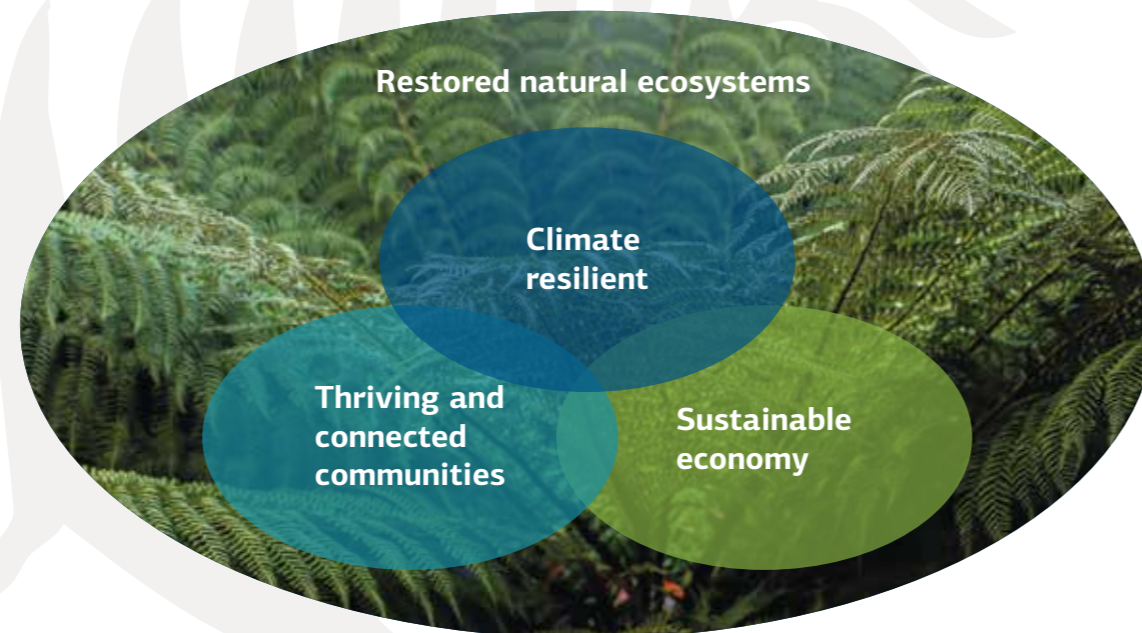 Restored natural ecosystems
Climate
resilient
Thriving and
connected
communities
Sustainable
economy